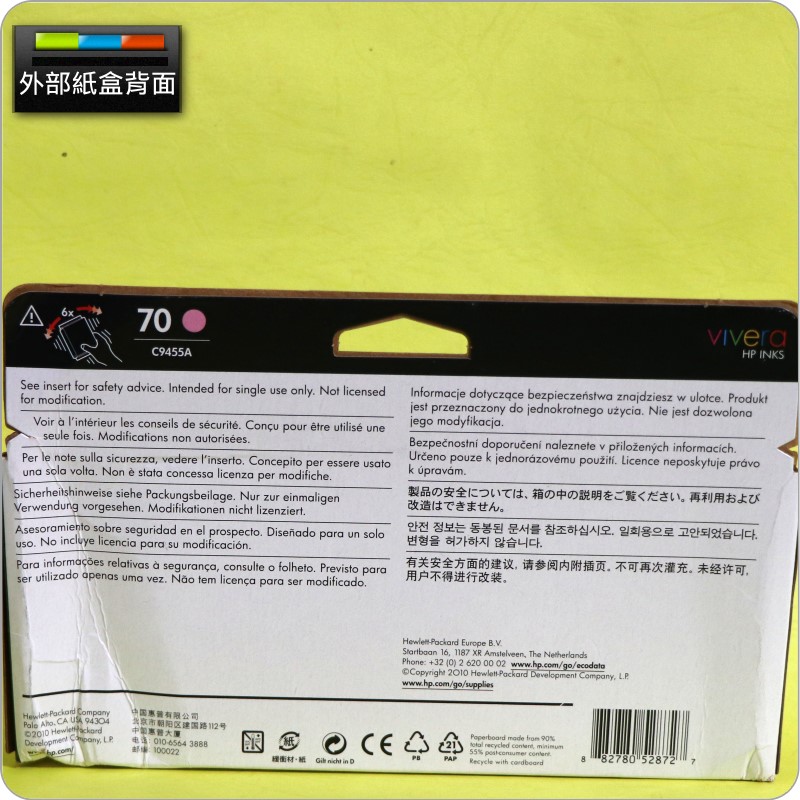 外部紙盒背面
6x
70
C9455A
vivera
HP INKS
See insert for safety advice. Intended for single use only. Not licensed
for modification.
Voir à l'intérieur les conseils de sécurité. Conçu pour être utilisé une
seule fois. Modifications non autorisées.
Per le note sulla sicurezza, vedere l'inserto. Concepito per essere usato
una sola volta. Non è stata concessa licenza per modifiche.
Sicherheitshinweise siehe Packungsbeilage. Nur zur einmaligen
Verwendung vorgesehen. Modifikationen nicht lizenziert.
Asesoramiento sobre seguridad en el prospecto. Diseñado para un solo
uso. No incluye licencia para su modificación.
Para informações relativas à segurança, consulte o folheto. Previsto para
ser utilizado apenas uma vez. Não tem licença para ser modificado.
Informacje dotyczące bezpieczeństwa znajdziesz w ulotce. Produkt
jest przeznaczony do jednokrotnego użycia. Nie jest dozwolona
jego modyfikacja.
Bezpečnostní doporučení naleznete v přiložených informacích.
Určeno pouze k jednorázovému použití. Licence neposkytuje právo
k úpravám.
製品の安全については、箱の中の説明をご覧ください。再利用および
改造はできません。
안전 정보는 동봉된 문서를 참조하십시오. 일회용으로 고안되었습니다.
변형을 허가하지 않습니다.
有关安全方面的建议, 请参阅内附插页。不可再次灌充。未经许可,
用户不得进行改装。
Hewlett-Packard Europe B.V.
Startbaan 16, 1187 XR Amstelveen, The Netherlands
Phone: +32 (0) 2 620 00 02 www.hp.com/go/ecodata
©Copyright 2010 Hewlett-Packard Development Company, L.P.
www.hp.com/go/supplies
Hewlett-Packard Company
Palo Alto, CA USA 94304
©2010 Hewlett-Packard
Development Company, L.P.
www.hp.com/
中国惠普有限公司
北京市朝阳区建国路112号
中国惠普大厦
电话: 010-6564 3888
邮编: 100022
紙
緩衝材・紙
Gilt nicht in D
CE
PB
21
PAP
Paperboard made from 90%
total recycled content, minimum
55% post-consumer content.
Recycle with cardboard
8 82780 52872 7